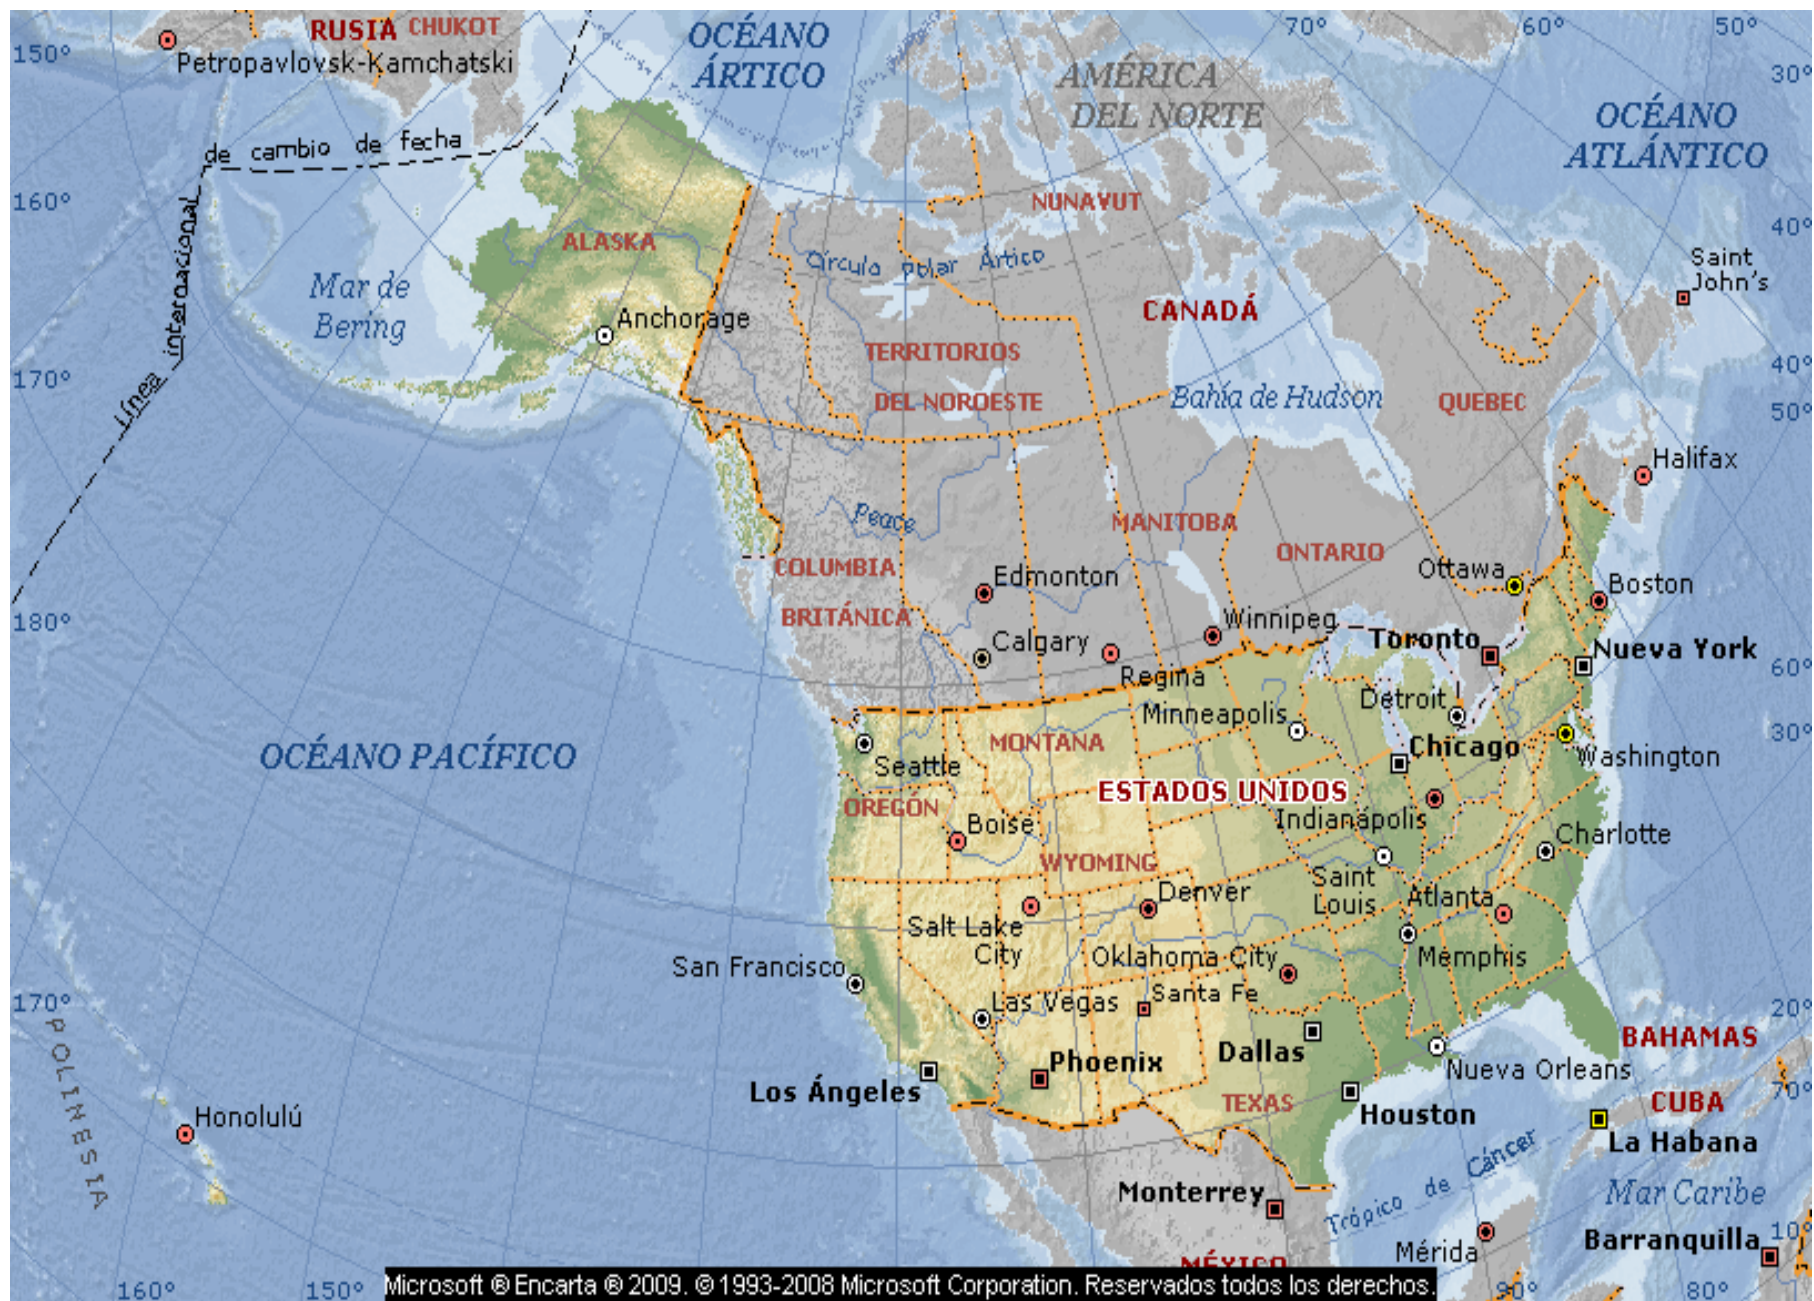 RUSIA CHUKOT
Petropavlovsk-Kamchatski
OCÉANO
ÁRTICO
AMÉRICA
DEL NORTE
OCÉANO
ATLÁNTICO
70°
60°
50°
30°
150°
de cambio de fecha
160°
NUNAVUT
40°
ALASKA
Círculo polar Ártico
Saint
John's
Mar de
Bering
Anchorage
CANADÁ
internacional
Línea
170°
TERRITORIOS
DEL NOROESTE
Bahía de Hudson
QUEBEC
40°
50°
Halifax
Peace
MANITOBA
ONTARIO
COLUMBIA
BRITÁNICA
Edmonton
Ottawa
Boston
180°
Calgary
Winnipeg
Regina
Toronto
Nueva York
60°
Detroit
Minneapolis
30°
OCÉANO PACÍFICO
Seattle
MONTANA
Chicago
Washington
ESTADOS UNIDOS
OREGÓN
Boise
Indianápolis
Charlotte
WYOMING
Denver
Saint
Louis
Atlanta
Salt Lake
City
Oklahoma City
Memphis
San Francisco
Las Vegas
Santa Fe
170°
20°
POLINESIA
BAHAMAS
Phoenix
Dallas
Nueva Orleans
Los Ángeles
TEXAS
Houston
CUBA
70°
Honolulú
La Habana
Trópico de Cáncer
Monterrey
Mar Caribe
MÉXICO
Mérida
Barranquilla
10°
160°
150°
Microsoft ® Encarta ® 2009. © 1993-2008 Microsoft Corporation. Reservados todos los derechos.
90°
80°